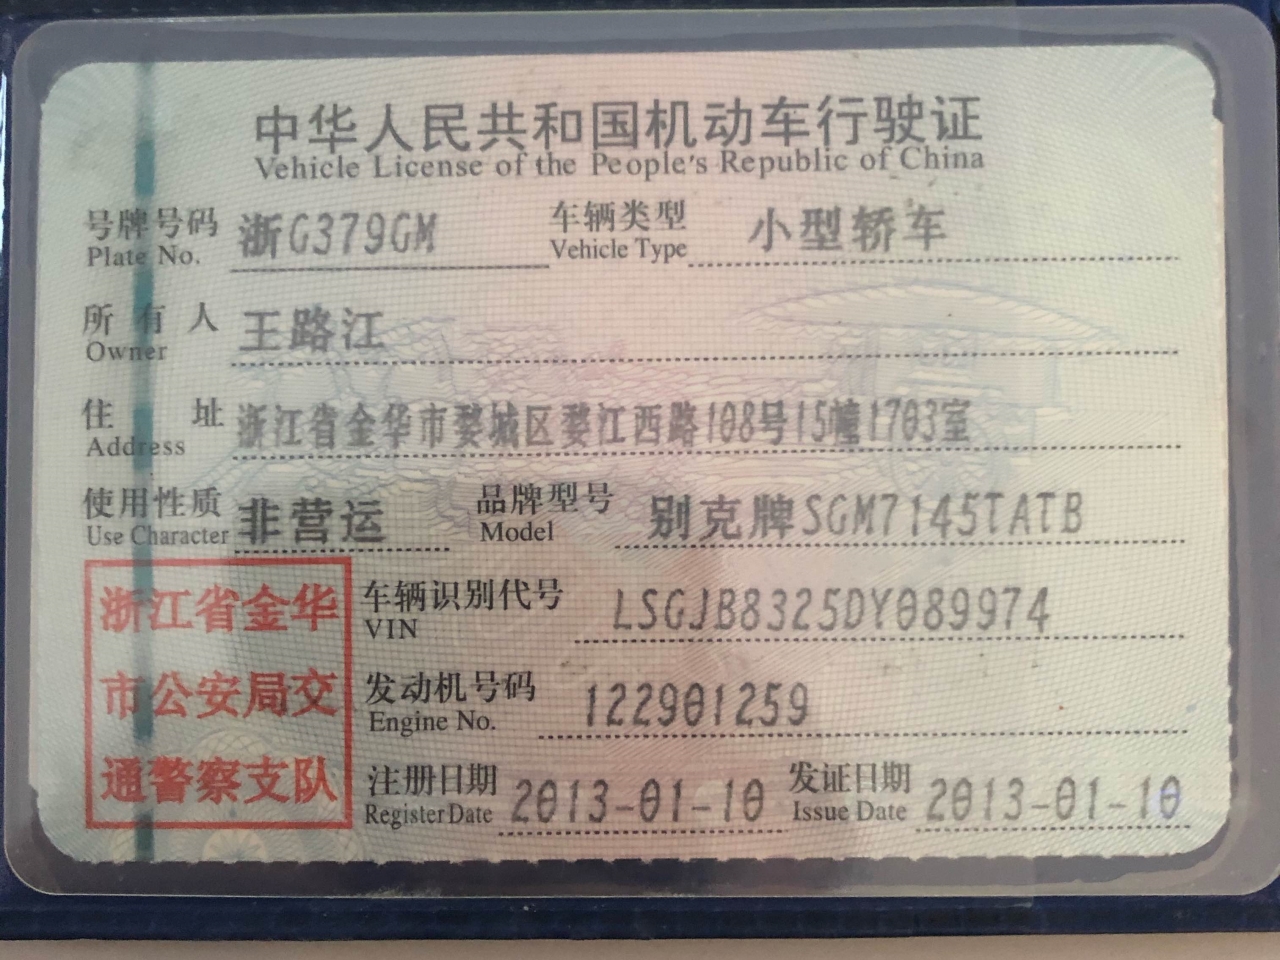 中华人民共和国机动车行驶证
Vehicle License of the People's Republic of China
号牌号码 浙G379GM 车辆类型 小型轿车
Plate No. Vehicle Type
所有人 王路江
Owner
住址 浙江省金华市婺城区婺江西路108号15幢1703室
Address
使用性质 非营运 品牌型号 别克牌SGM7145TATB
Use Character Model
浙江省金华
市公安局交
通警察支队
车辆识别代号 LSGJB8325DY089974
VIN
发动机号码 122901259
Engine No.
注册日期 2013-01-10 发证日期 2013-01-10
Register Date Issue Date